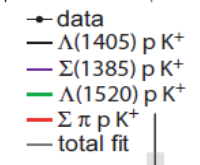 data
Λ(1405) p K⁺
Σ(1385) p K⁺
Λ(1520) p K⁺
Σ π p K⁺
total fit